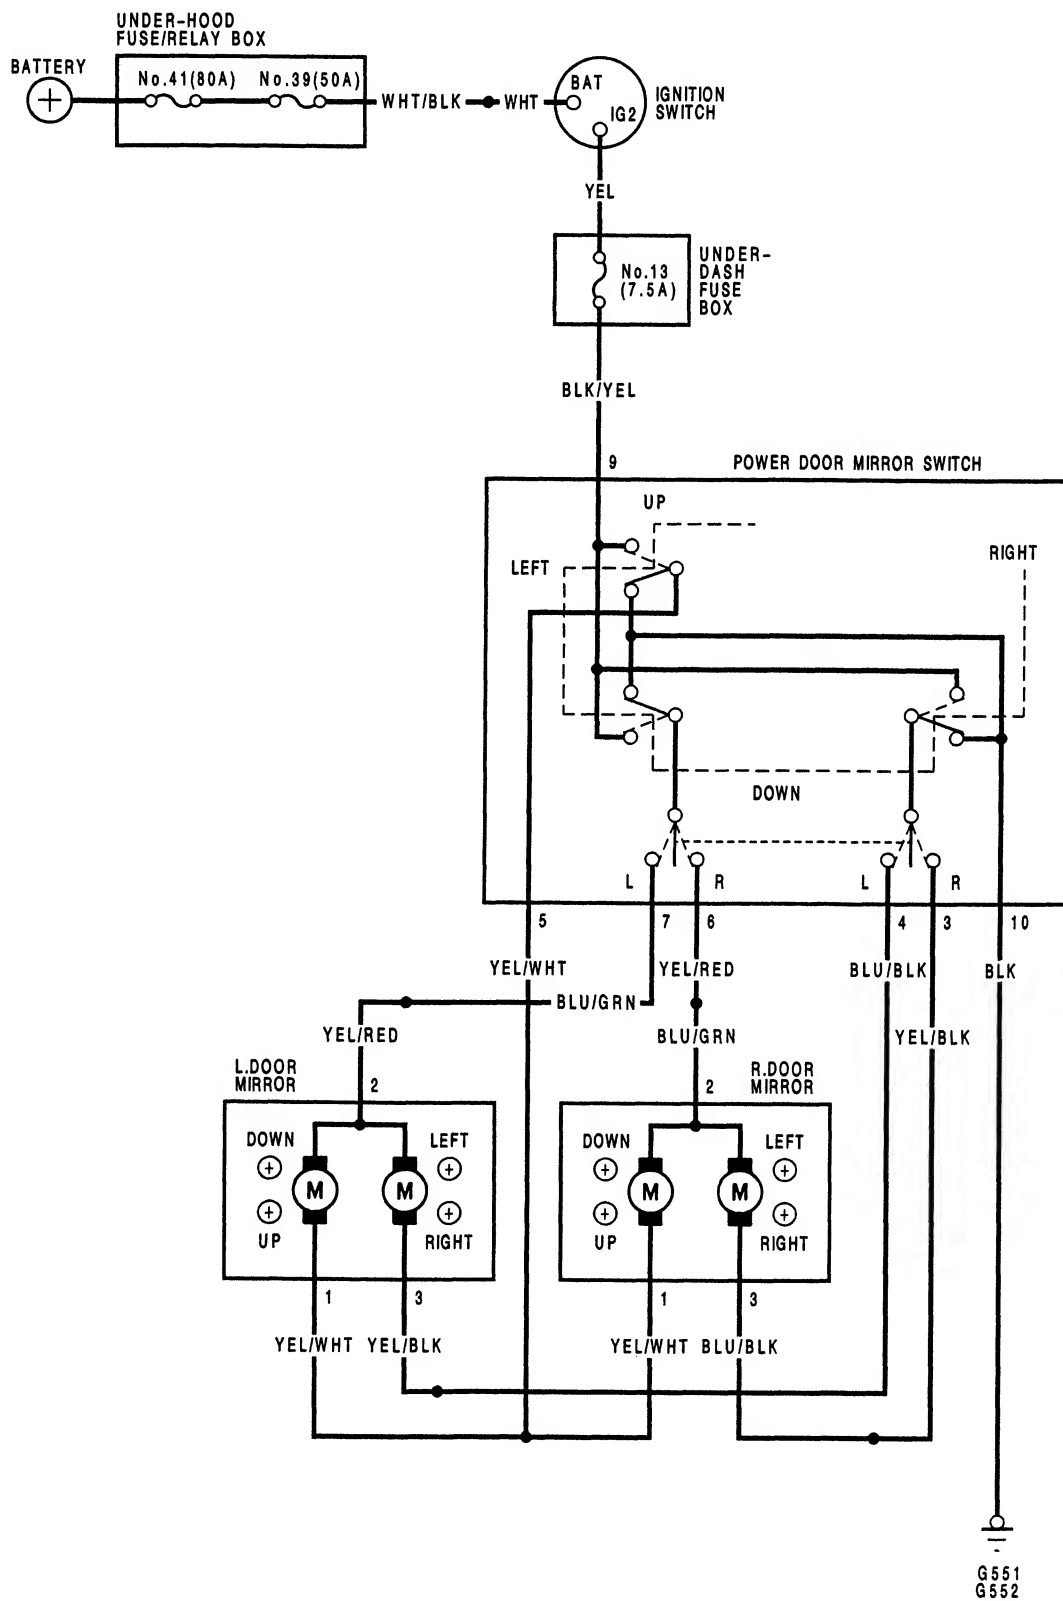 UNDER-HOOD
FUSE/RELAY BOX
BATTERY
No.41(80A) No.39(50A)
WHT/BLK
WHT
BAT
IG2
IGNITION
SWITCH
YEL
No.13
(7.5A)
UNDER-
DASH
FUSE
BOX
BLK/YEL
9
POWER DOOR MIRROR SWITCH
UP
LEFT
RIGHT
DOWN
L R L R
5 7 6 4 3 10
YEL/WHT YEL/RED BLU/BLK BLK
BLU/GRN
YEL/RED BLU/GRN YEL/BLK
L.DOOR
MIRROR
2
R.DOOR
MIRROR
2
DOWN LEFT
M M
UP RIGHT
DOWN LEFT
M M
UP RIGHT
1 3 1 3
YEL/WHT YEL/BLK YEL/WHT BLU/BLK
G551
G552